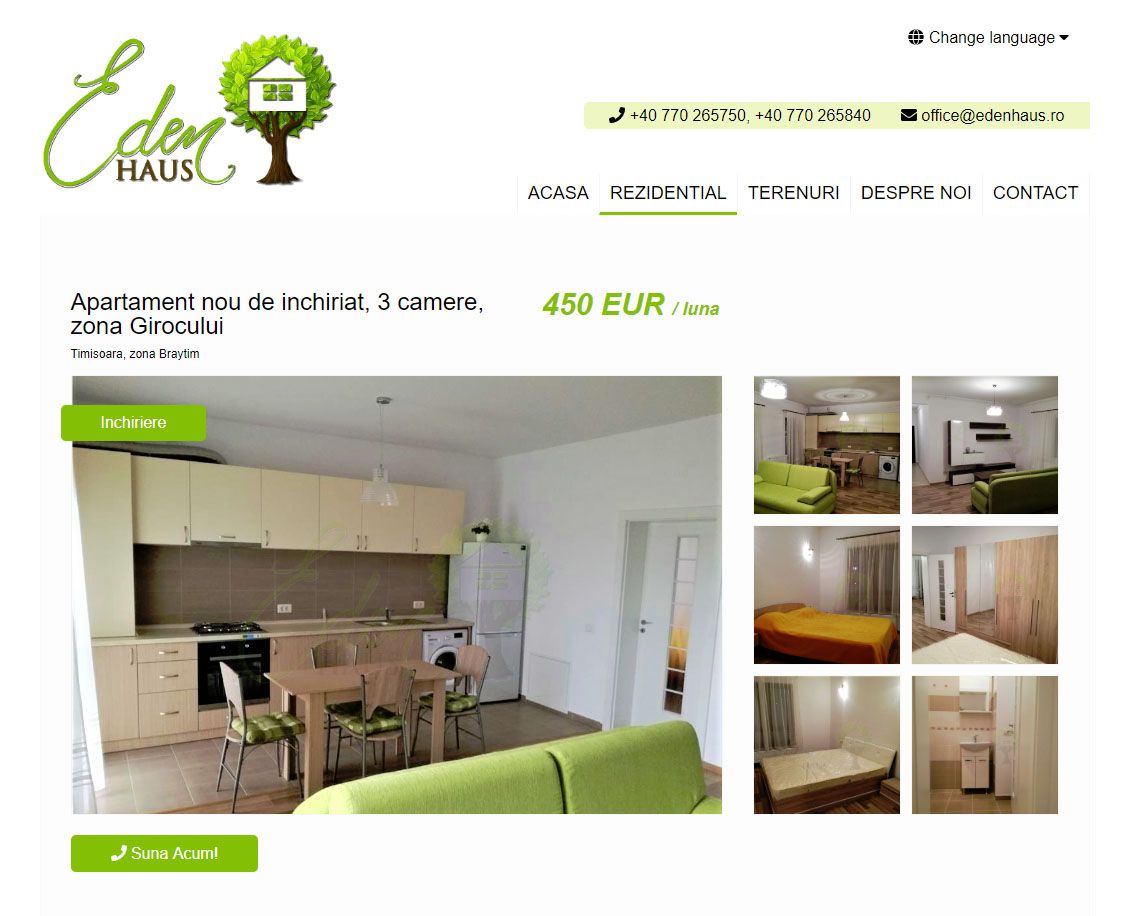 Eden
HAUS
Change language
+40 770 265750, +40 770 265840 office@edenhaus.ro
ACASA REZIDENTIAL TERENURI DESPRE NOI CONTACT
Apartament nou de inchiriat, 3 camere,
zona Girocului
450 EUR / luna
Timisoara, zona Braytim
Inchiriere
Suna Acum!